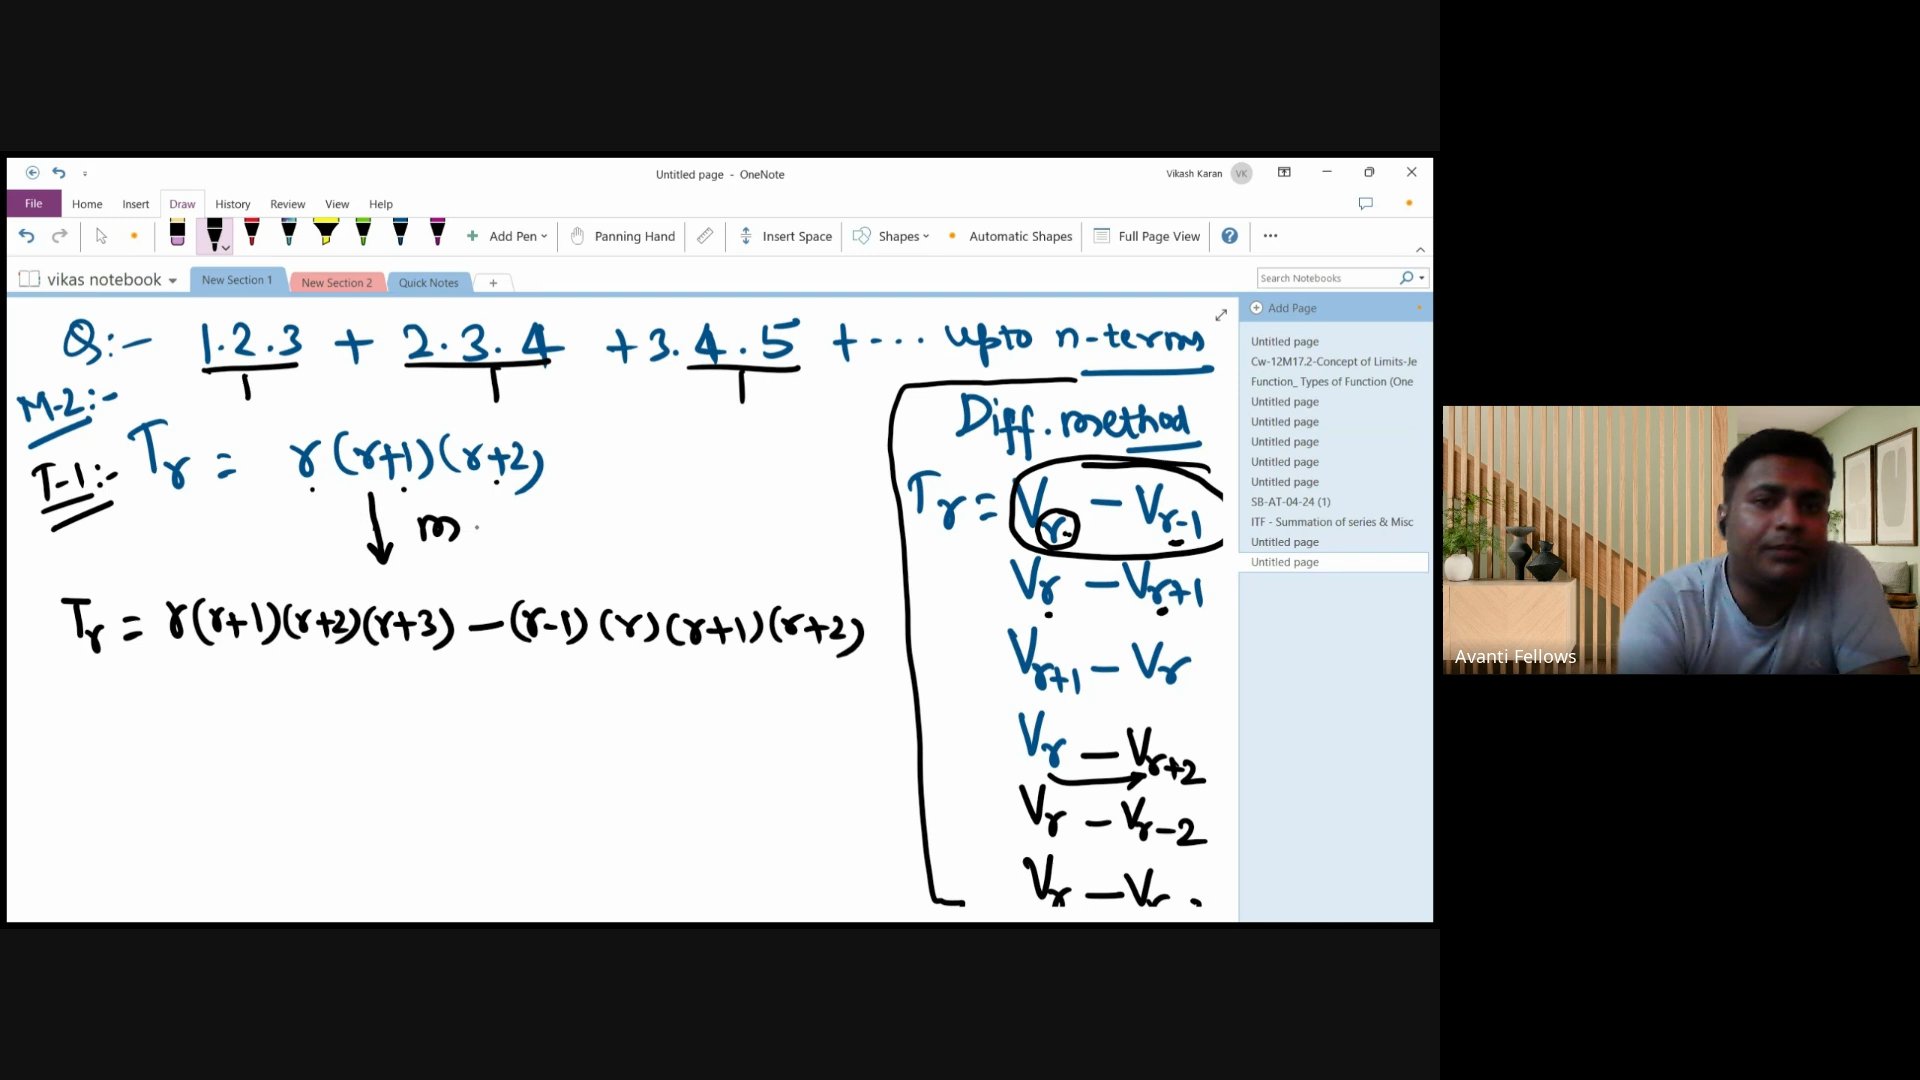 Untitled page - OneNote
Vikash Karan VK
File Home Insert Draw History Review View Help
Add Pen Panning Hand Insert Space Shapes Automatic Shapes Full Page View
vikas notebook New Section 1 New Section 2 Quick Notes
Search Notebooks
Add Page
Untitled page
Cw-12M17.2-Concept of Limits-Je
Function_ Types of Function (One
Untitled page
Untitled page
Untitled page
Untitled page
Untitled page
SB-AT-04-24 (1)
ITF - Summation of series & Misc
Untitled page
Untitled page
Q:- 1.2.3 + 2.3.4 + 3.4.5 + ... upto n-terms
M-2:-
T-1:- Tr = r(r+1)(r+2)
m
Tr = r(r+1)(r+2)(r+3) - (r-1)(r)(r+1)(r+2)
Diff. method
Tr = Vr - Vr-1
Vr - Vr+1
Vr+1 - Vr
Vr - Vr+2
Vr - Vr-2
Vr - Vr
Avanti Fellows